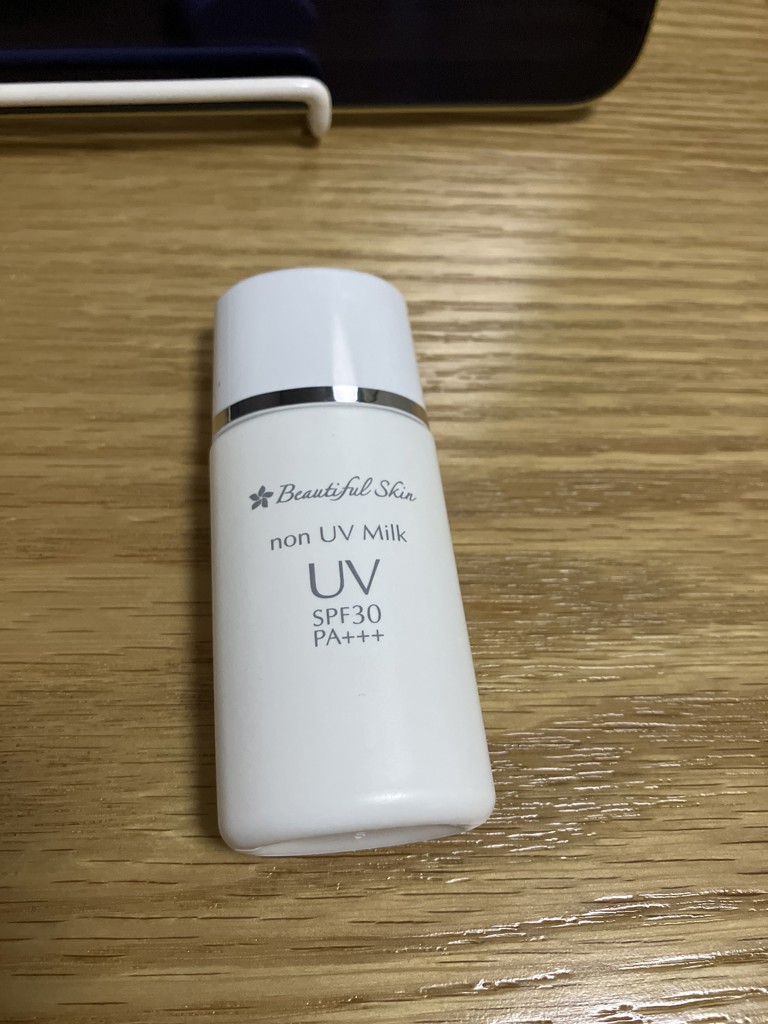 Beautiful Skin
non UV Milk
UV
SPF30
PA+++